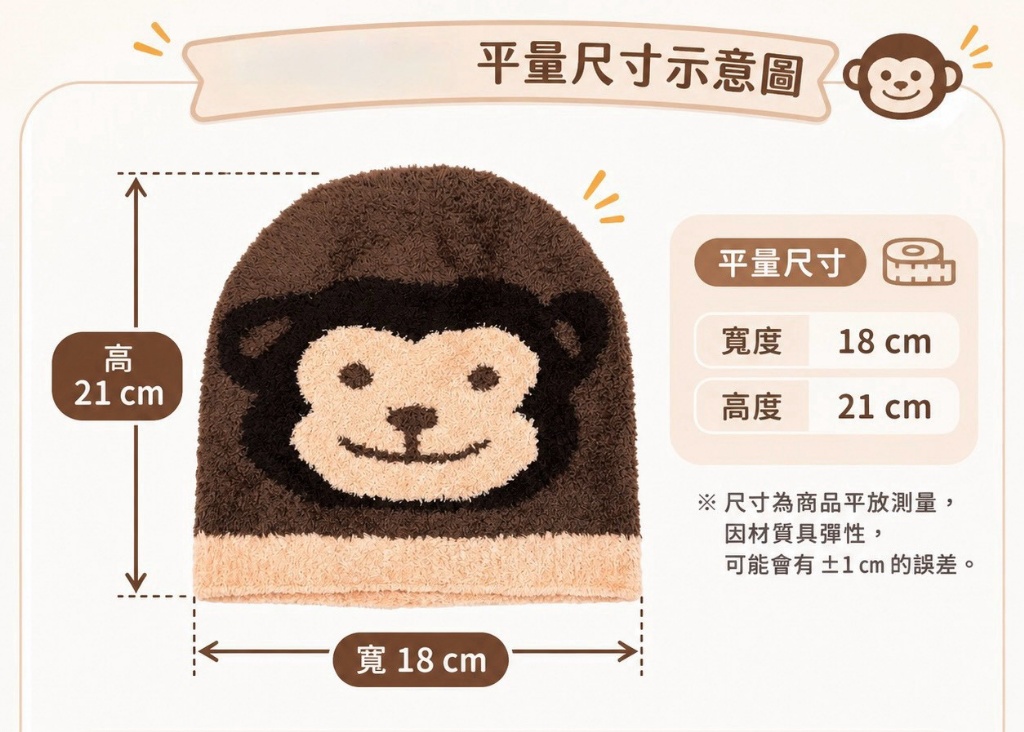 平量尺寸示意圖
高
21 cm
平量尺寸
寬度 18 cm
高度 21 cm
※ 尺寸為商品平放測量，
因材質具彈性，
可能會有 ±1 cm 的誤差。
寬 18 cm